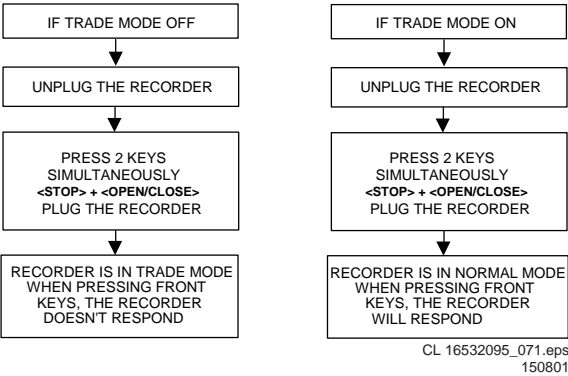 IF TRADE MODE OFF
UNPLUG THE RECORDER
PRESS 2 KEYS
SIMULTANEOUSLY
<STOP> + <OPEN/CLOSE>
PLUG THE RECORDER
RECORDER IS IN TRADE MODE
WHEN PRESSING FRONT
KEYS, THE RECORDER
DOESN'T RESPOND
IF TRADE MODE ON
UNPLUG THE RECORDER
PRESS 2 KEYS
SIMULTANEOUSLY
<STOP> + <OPEN/CLOSE>
PLUG THE RECORDER
RECORDER IS IN NORMAL MODE
WHEN PRESSING FRONT
KEYS, THE RECORDER
WILL RESPOND
CL 16532095_071.eps
150801